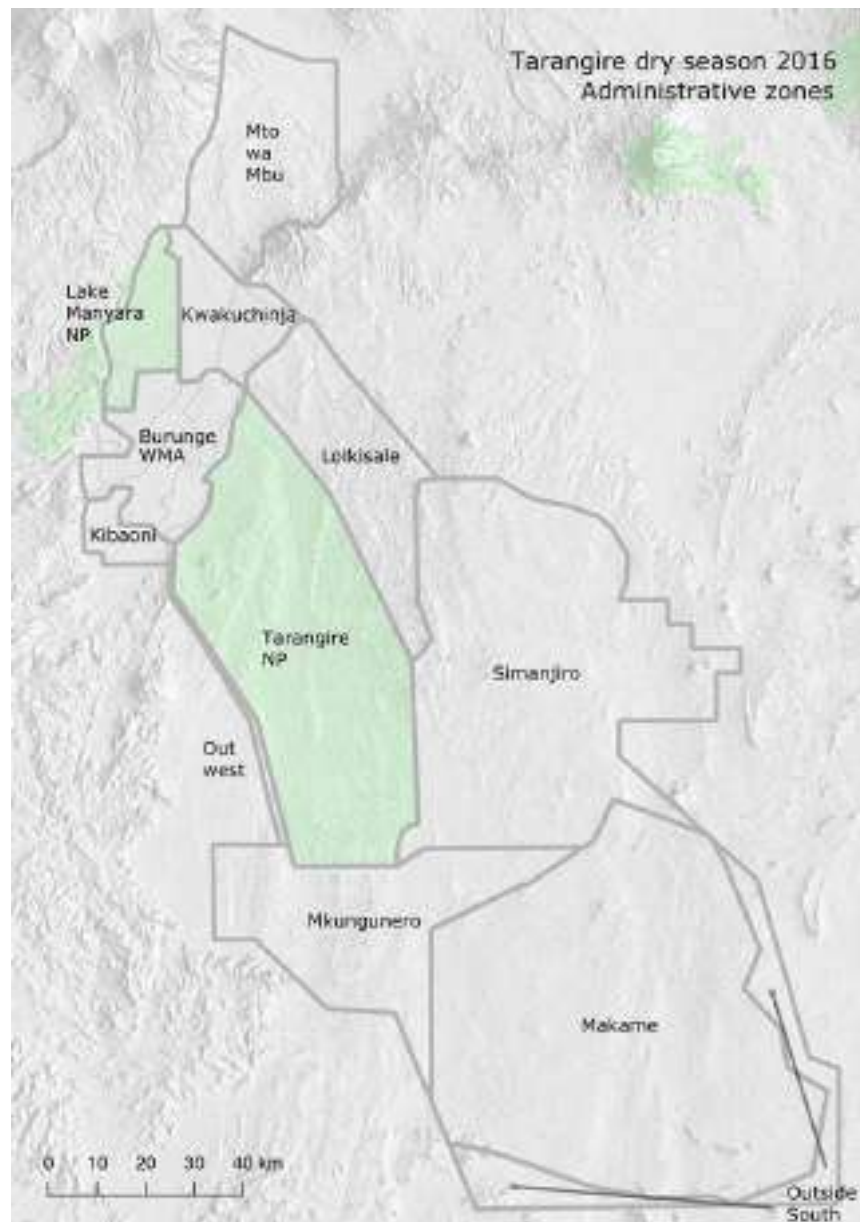 Tarangire dry season 2016
Administrative zones
Mto
wa
Mbu
Lake
Manyara
NP
Kwakuchinja
Burunge
WMA
Lolkisale
Kibaoni
Tarangire
NP
Simanjiro
Out
west
Mkungunero
Makame
0 10 20 40 km
Outside
South